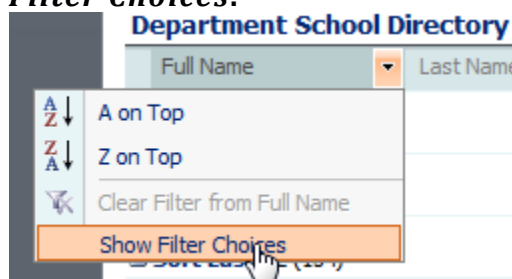 Filter Choices.
Department School Directory
Full Name Last Name
A on Top
Z on Top
Clear Filter from Full Name
Show Filter Choices